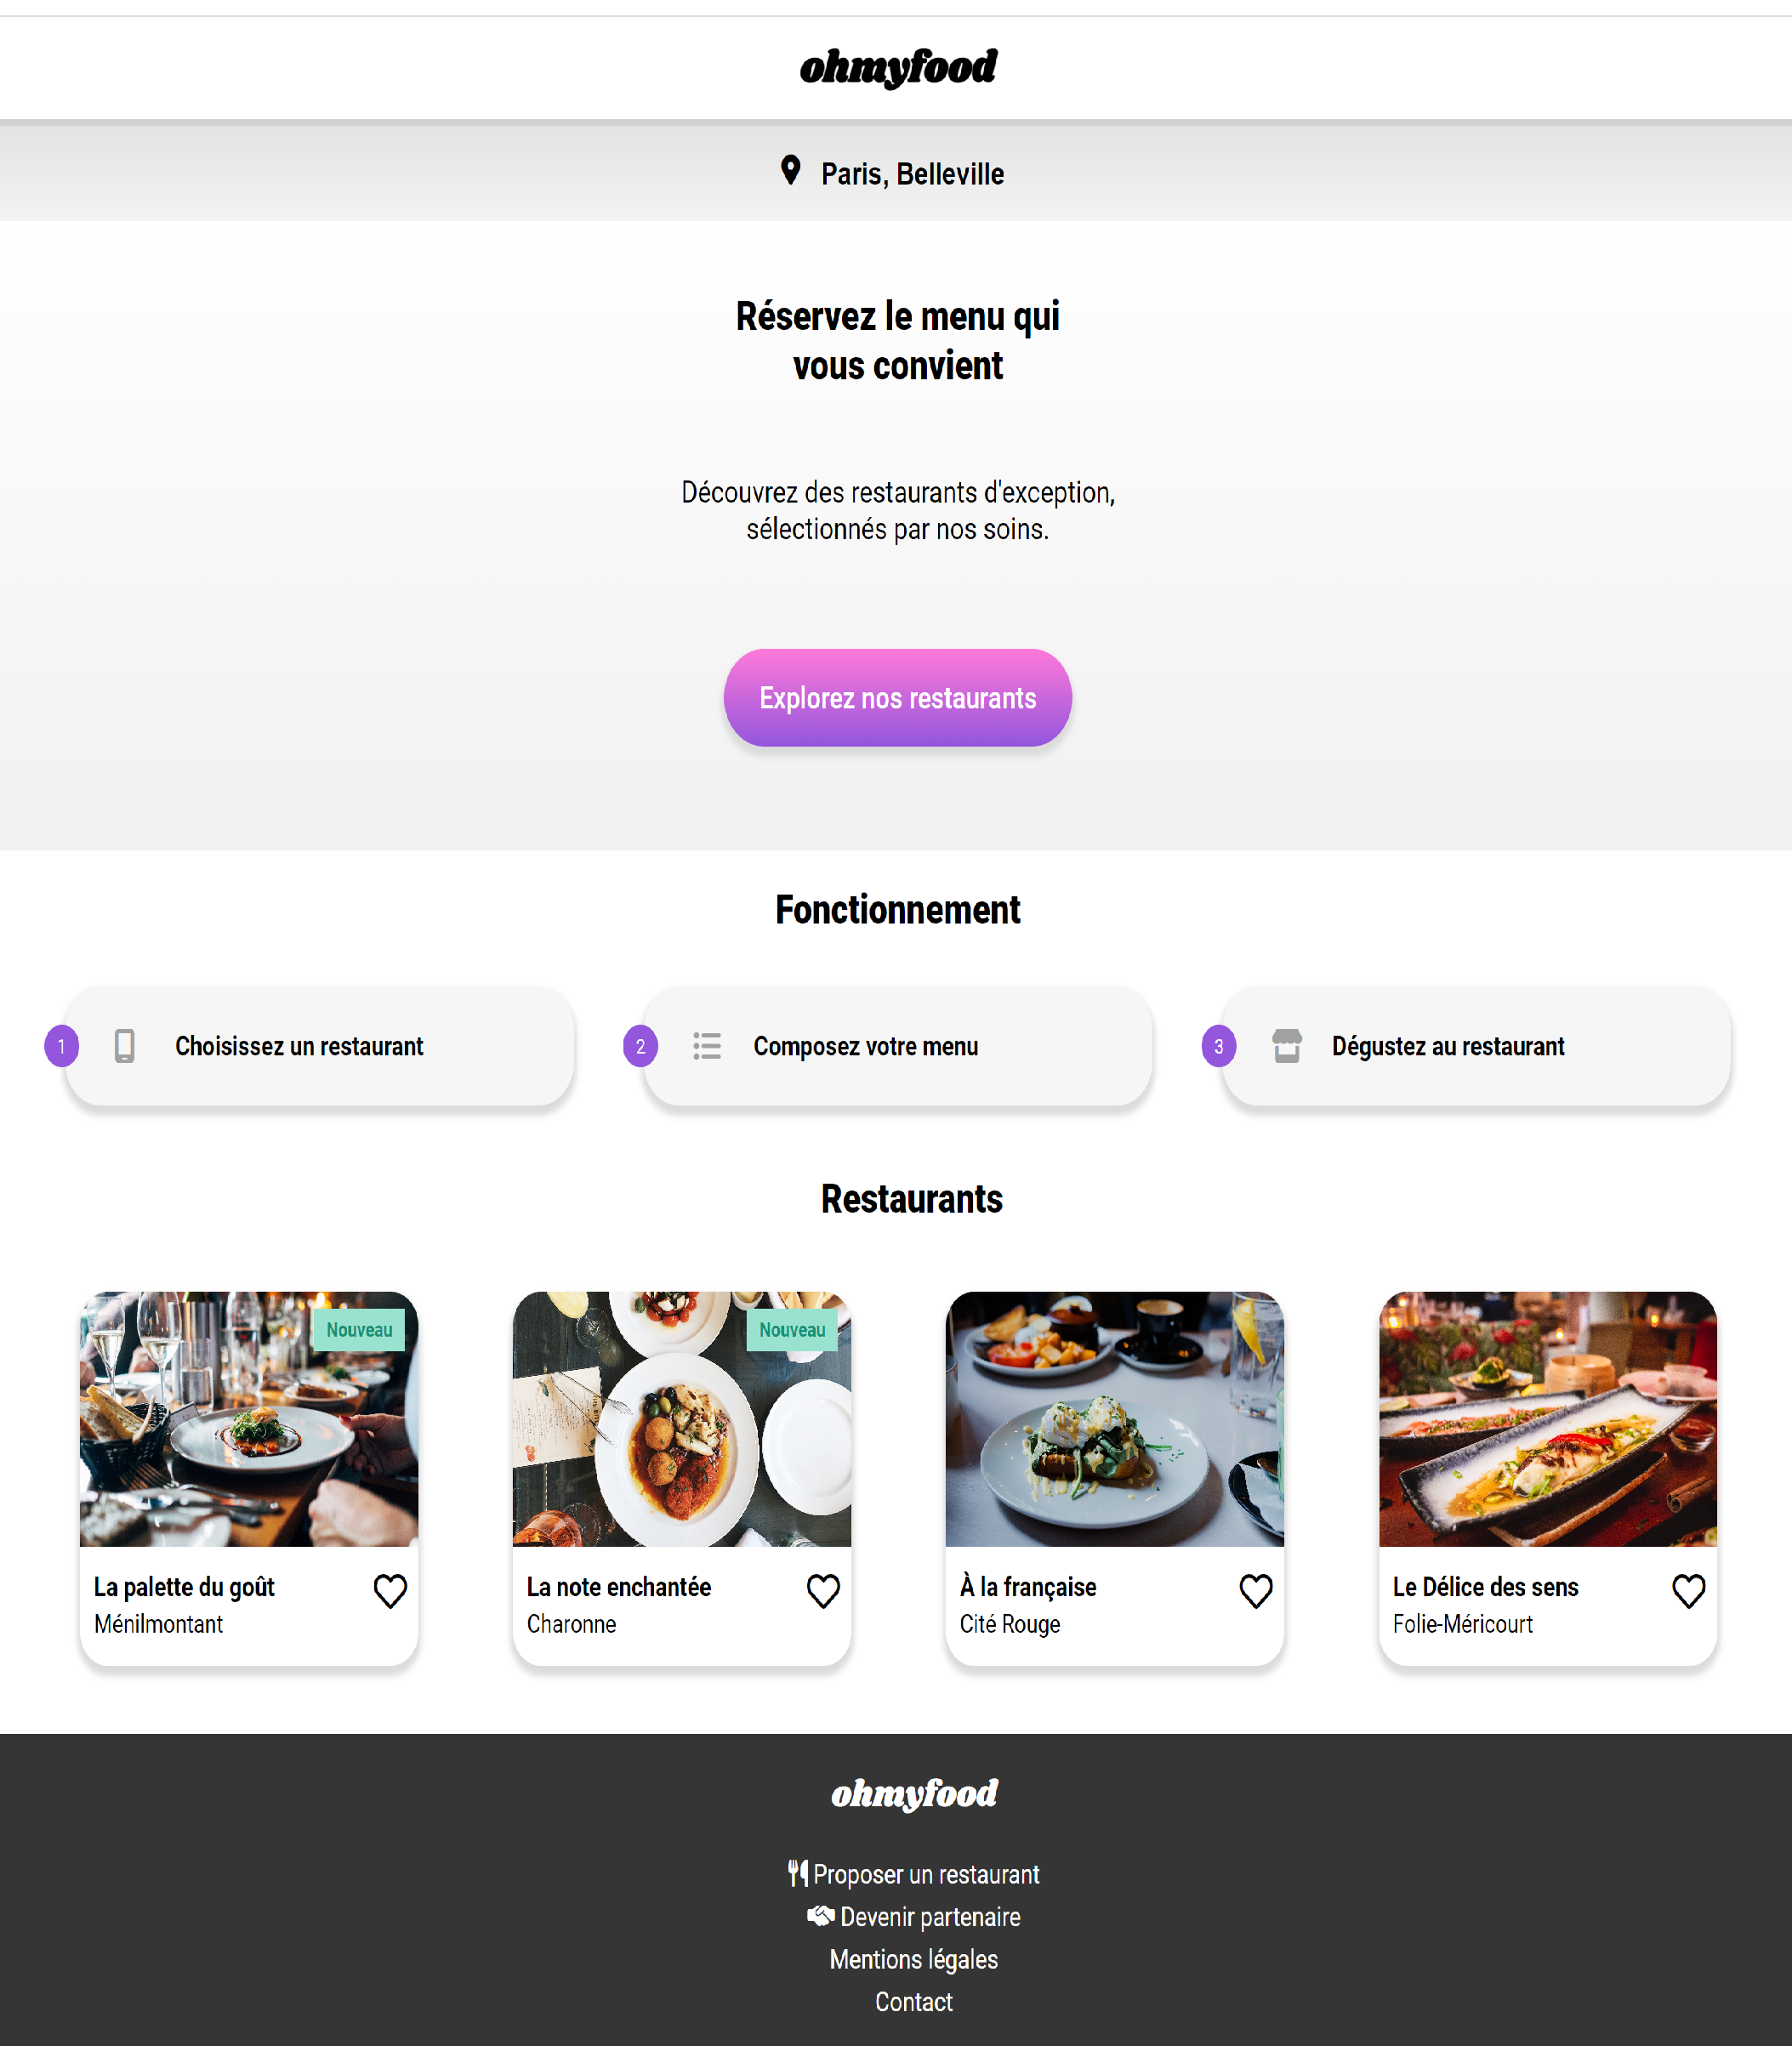 ohmyfood
Paris, Belleville
Réservez le menu qui
vous convient
Découvrez des restaurants d'exception,
sélectionnés par nos soins.
Explorez nos restaurants
Fonctionnement
1 Choisissez un restaurant
2 Composez votre menu
3 Dégustez au restaurant
Restaurants
Nouveau
La palette du goût
Ménilmontant
Nouveau
La note enchantée
Charonne
À la française
Cité Rouge
Le Délice des sens
Folie-Méricourt
ohmyfood
Proposer un restaurant
Devenir partenaire
Mentions légales
Contact